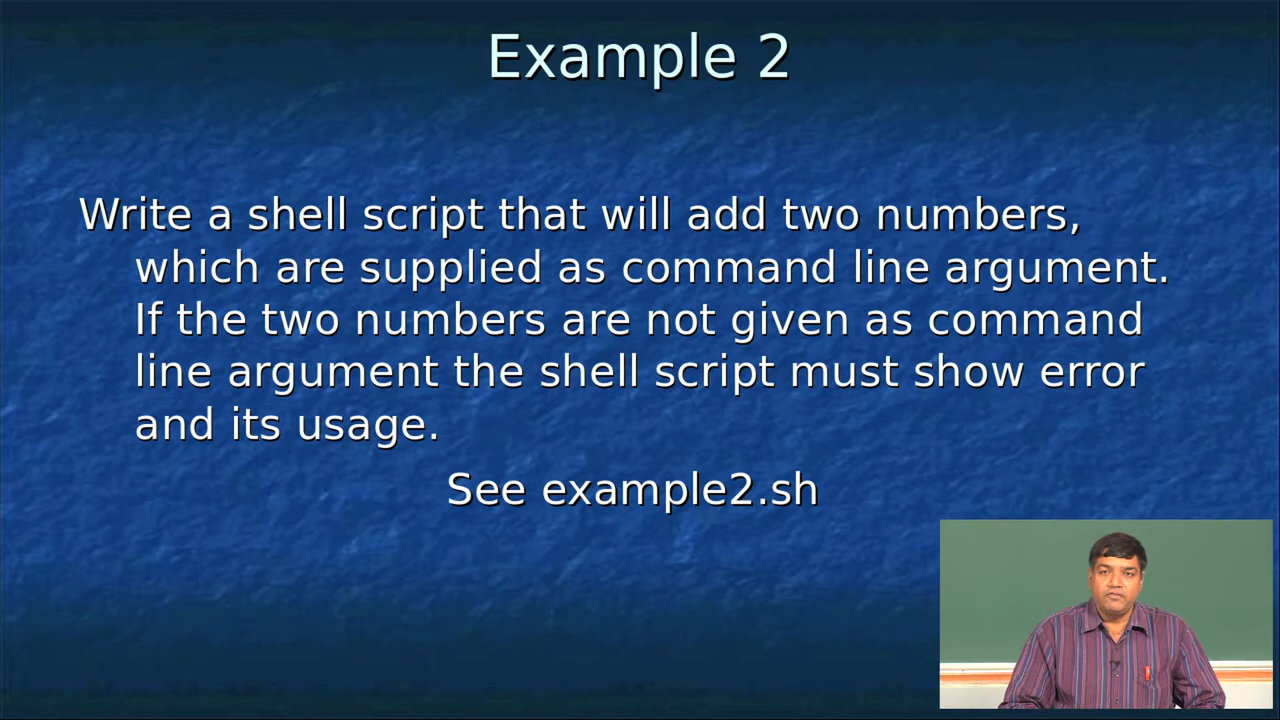 Example 2
Write a shell script that will add two numbers,
which are supplied as command line argument.
If the two numbers are not given as command
line argument the shell script must show error
and its usage.
See example2.sh